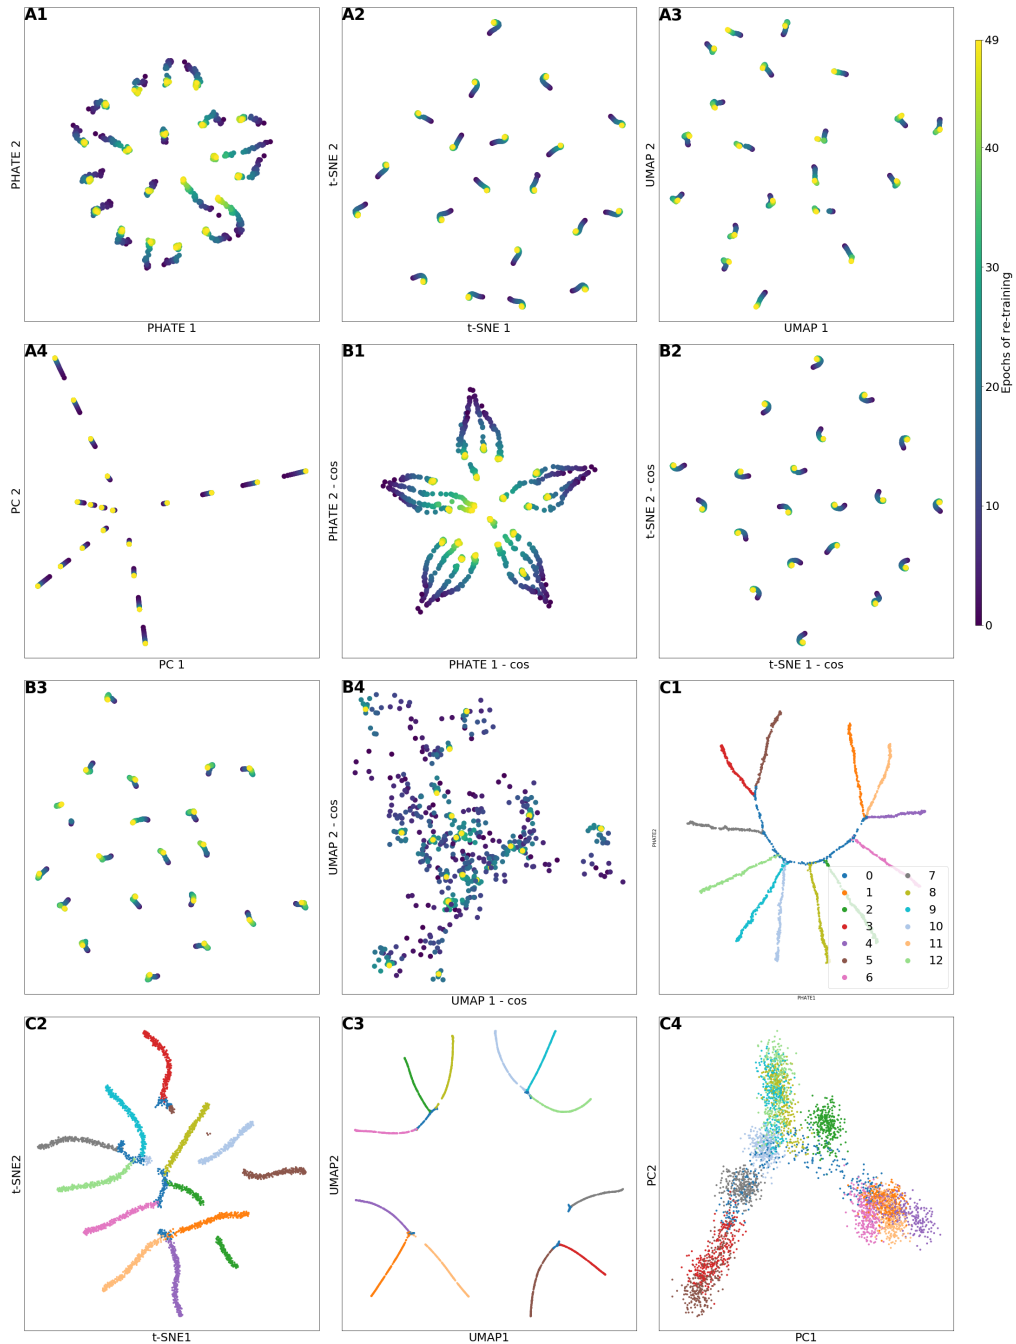 A1
PHATE 2
PHATE 1
A2
t-SNE 2
t-SNE 1
A3
UMAP 2
UMAP 1
49
40
30
20
10
0
Epochs of re-training
A4
PC 2
PC 1
B1
PHATE 2 - cos
PHATE 1 - cos
B2
t-SNE 2 - cos
t-SNE 1 - cos
B3
B4
UMAP 2 - cos
UMAP 1 - cos
C1
PHATE2
PHATE1
0 7
1 8
2 9
3 10
4 11
5 12
6
C2
t-SNE2
t-SNE1
C3
UMAP2
UMAP1
C4
PC2
PC1